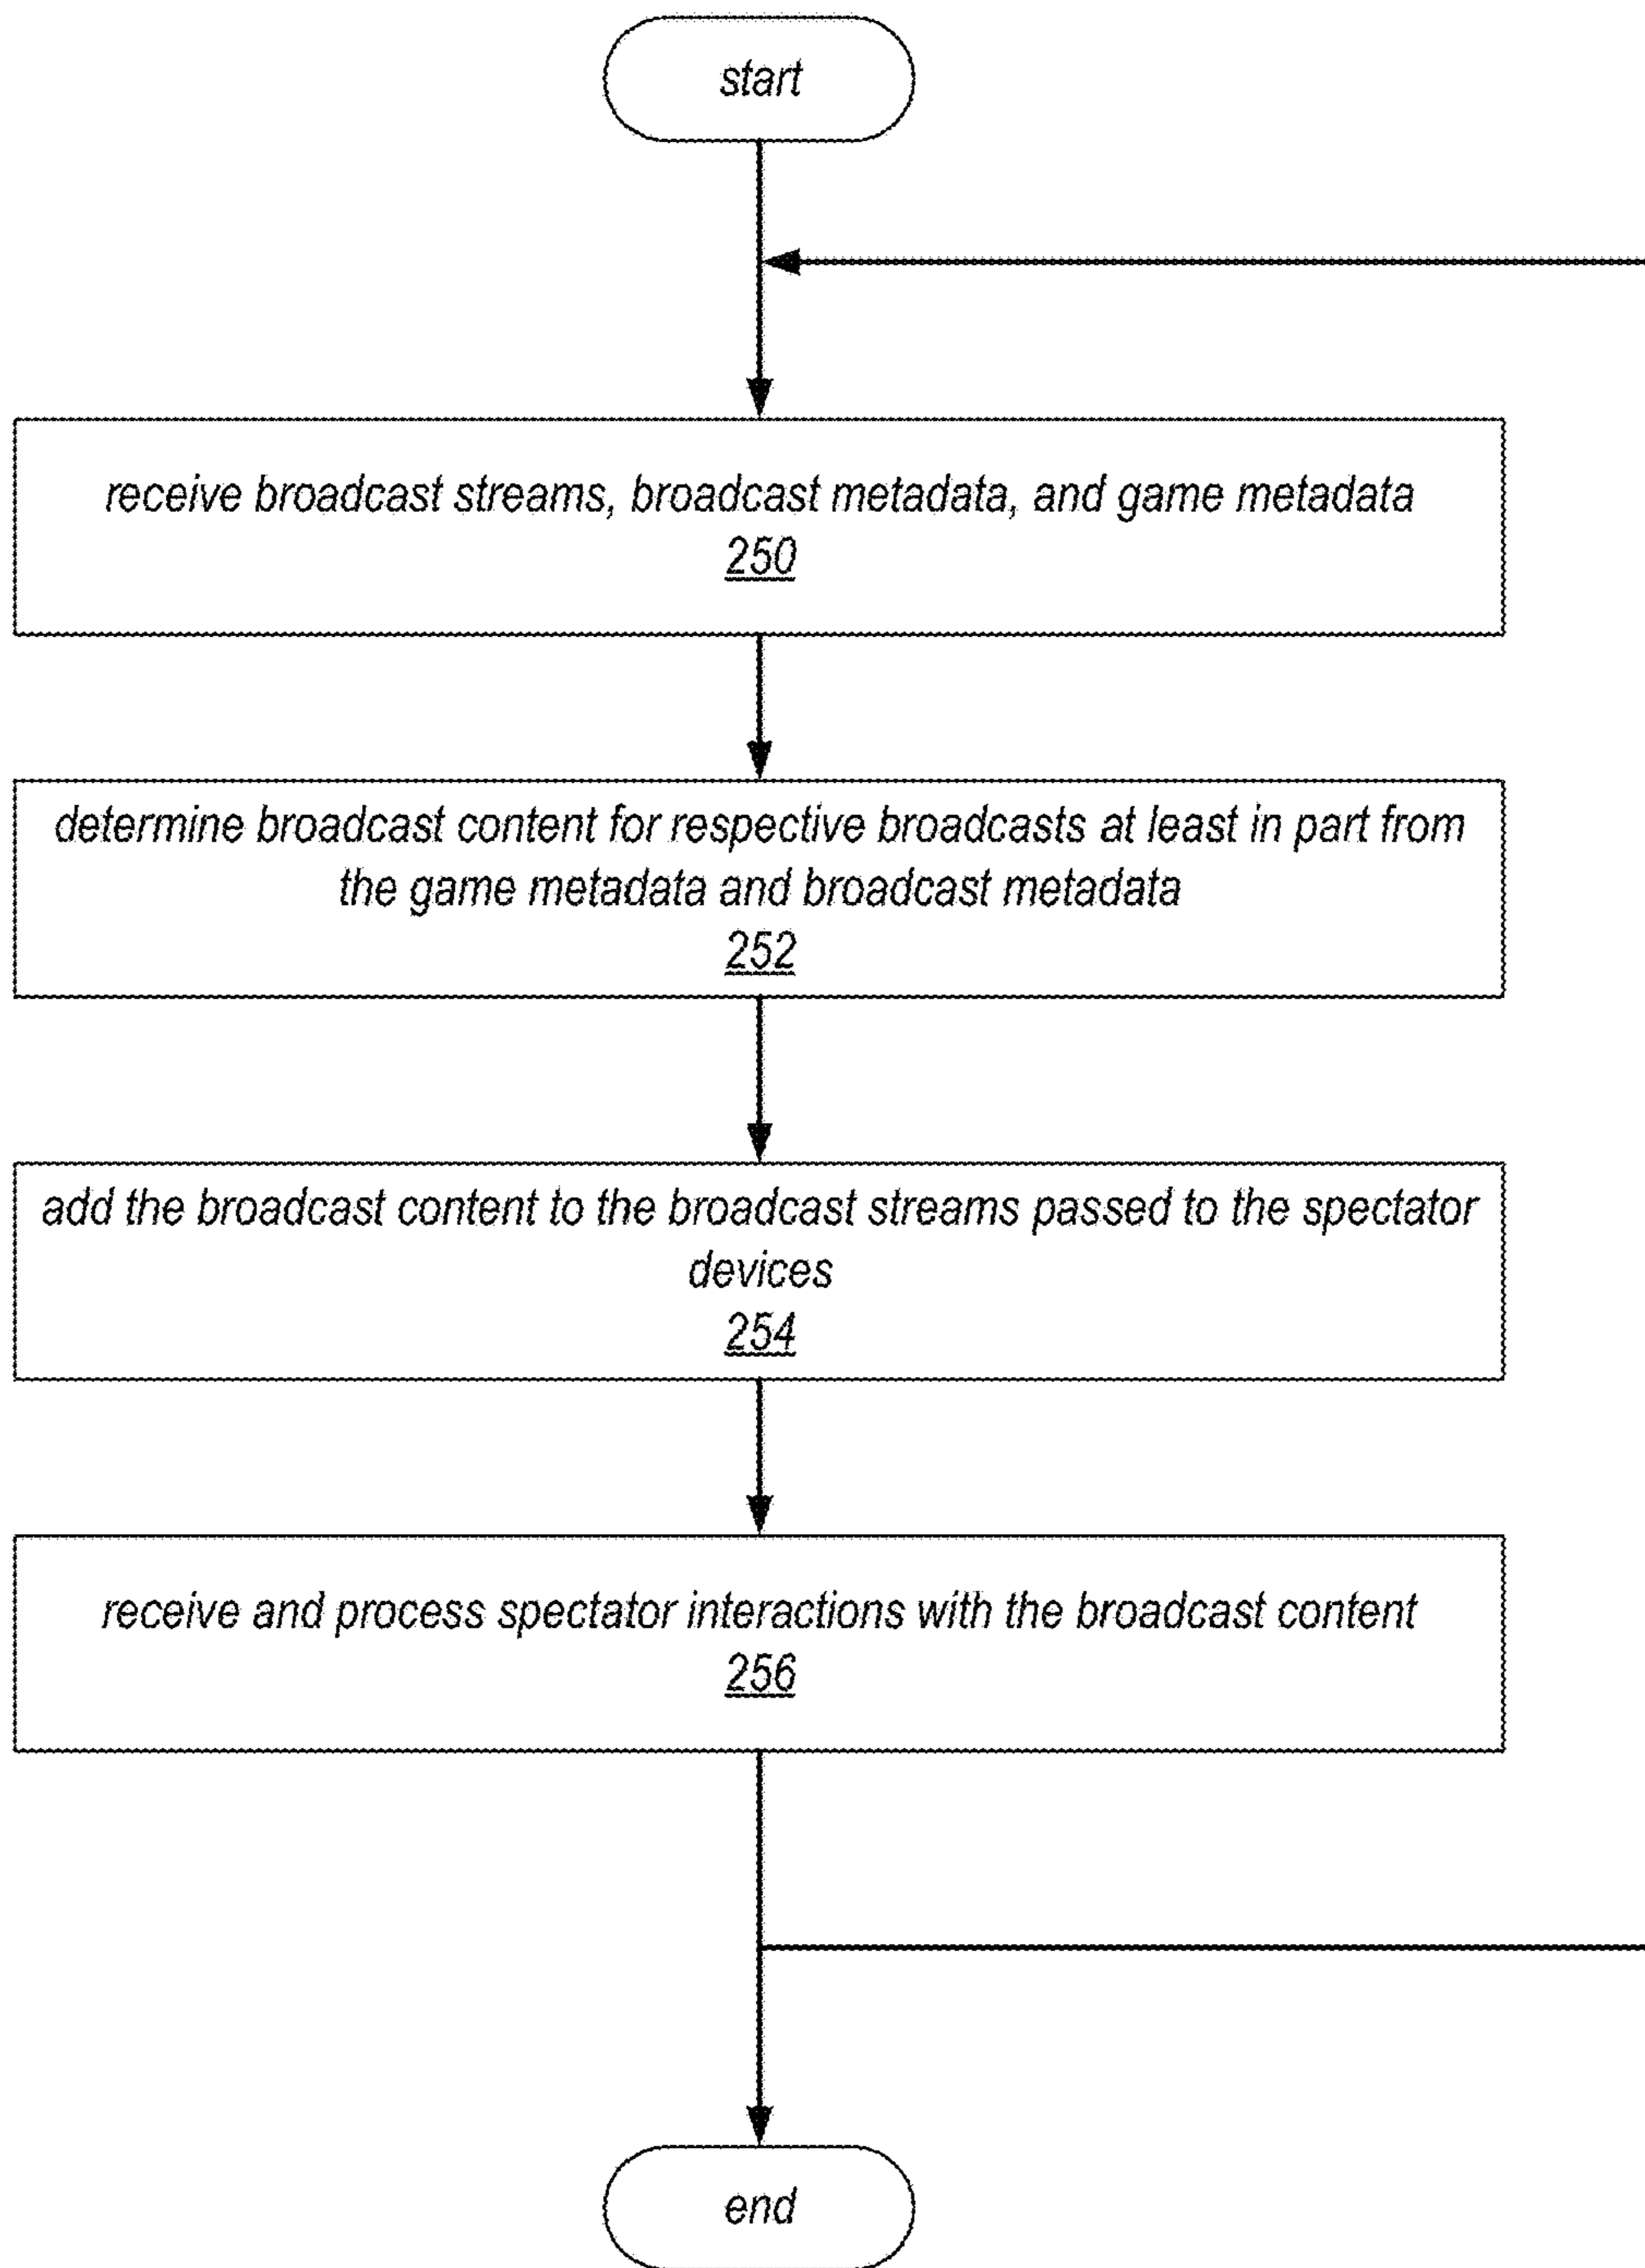 start
receive broadcast streams, broadcast metadata, and game metadata
250
determine broadcast content for respective broadcasts at least in part from
the game metadata and broadcast metadata
252
add the broadcast content to the broadcast streams passed to the spectator
devices
254
receive and process spectator interactions with the broadcast content
256
end